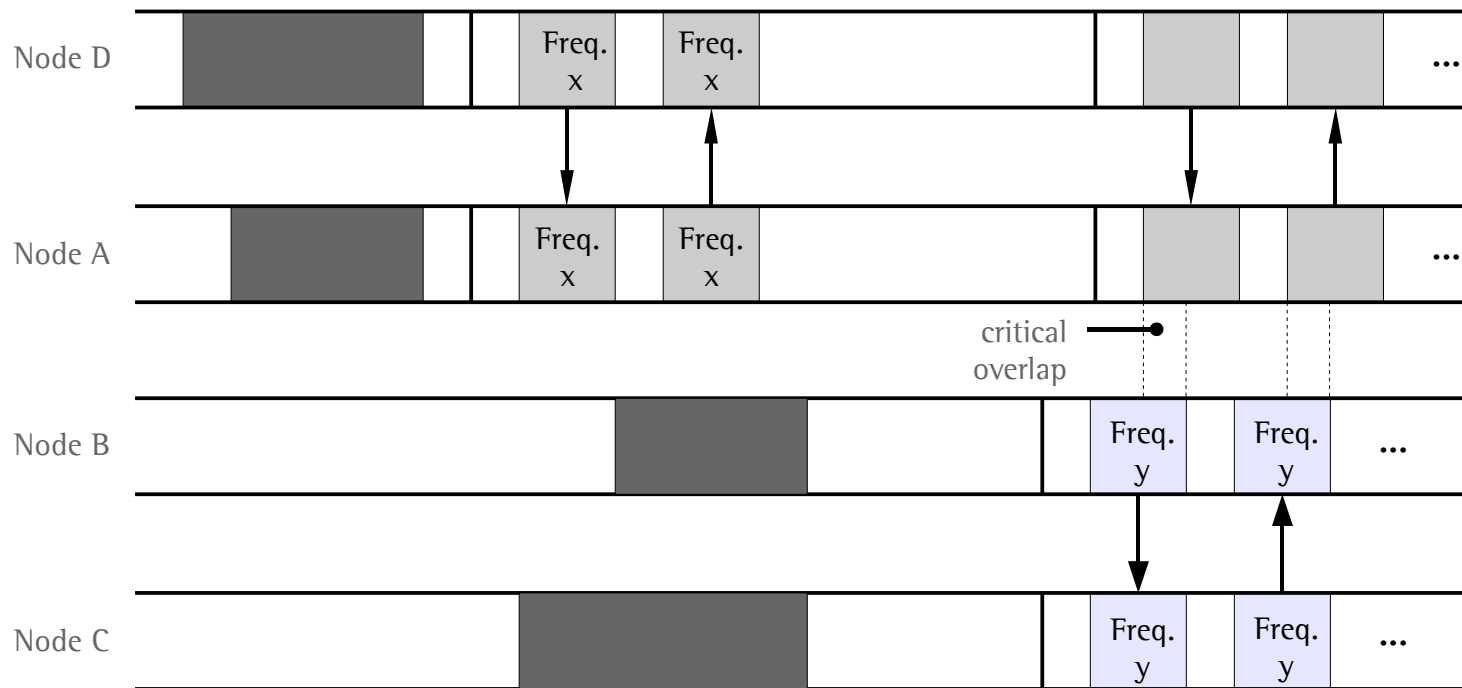 Node D
Freq.
x
Freq.
x
...
Node A
Freq.
x
Freq.
x
...
critical
overlap
Node B
Freq.
y
Freq.
y
...
Node C
Freq.
y
Freq.
y
...